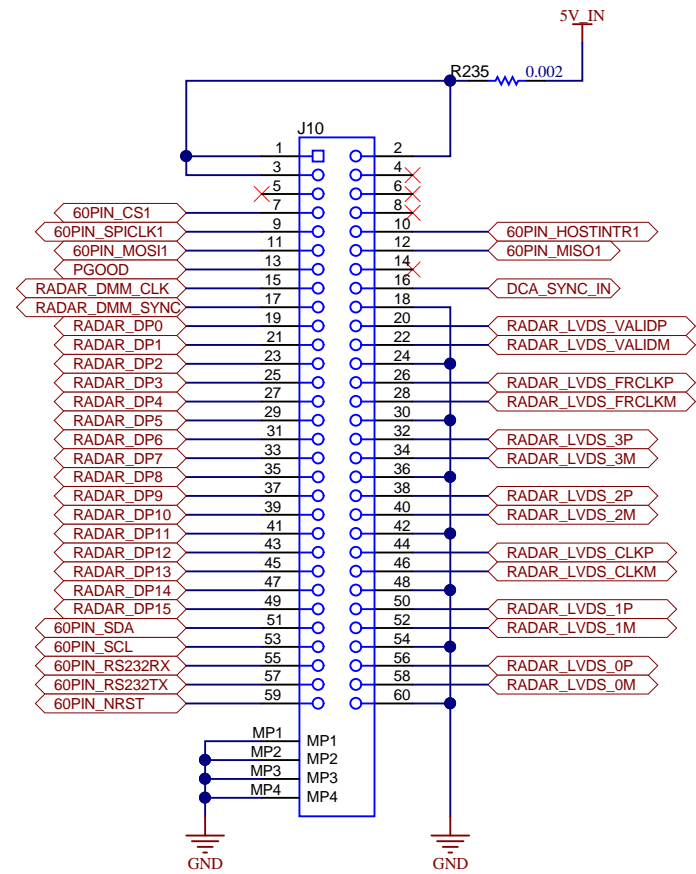 5V_IN
R235 0.002
J10
1 2
3 4
5 6
60PIN_CS1 7 8
60PIN_SPICLK1 9 10 60PIN_HOSTINTR1
60PIN_MOSI1 11 12 60PIN_MISO1
PGOOD 13 14
RADAR_DMM_CLK 15 16 DCA_SYNC_IN
RADAR_DMM_SYNC 17 18
RADAR_DP0 19 20 RADAR_LVDS_VALIDP
RADAR_DP1 21 22 RADAR_LVDS_VALIDM
RADAR_DP2 23 24
RADAR_DP3 25 26 RADAR_LVDS_FRCLKP
RADAR_DP4 27 28 RADAR_LVDS_FRCLKM
RADAR_DP5 29 30
RADAR_DP6 31 32 RADAR_LVDS_3P
RADAR_DP7 33 34 RADAR_LVDS_3M
RADAR_DP8 35 36
RADAR_DP9 37 38 RADAR_LVDS_2P
RADAR_DP10 39 40 RADAR_LVDS_2M
RADAR_DP11 41 42
RADAR_DP12 43 44 RADAR_LVDS_CLKP
RADAR_DP13 45 46 RADAR_LVDS_CLKM
RADAR_DP14 47 48
RADAR_DP15 49 50 RADAR_LVDS_1P
60PIN_SDA 51 52 RADAR_LVDS_1M
60PIN_SCL 53 54
60PIN_RS232RX 55 56 RADAR_LVDS_0P
60PIN_RS232TX 57 58 RADAR_LVDS_0M
60PIN_NRST 59 60
MP1 MP1
MP2 MP2
MP3 MP3
MP4 MP4
GND GND